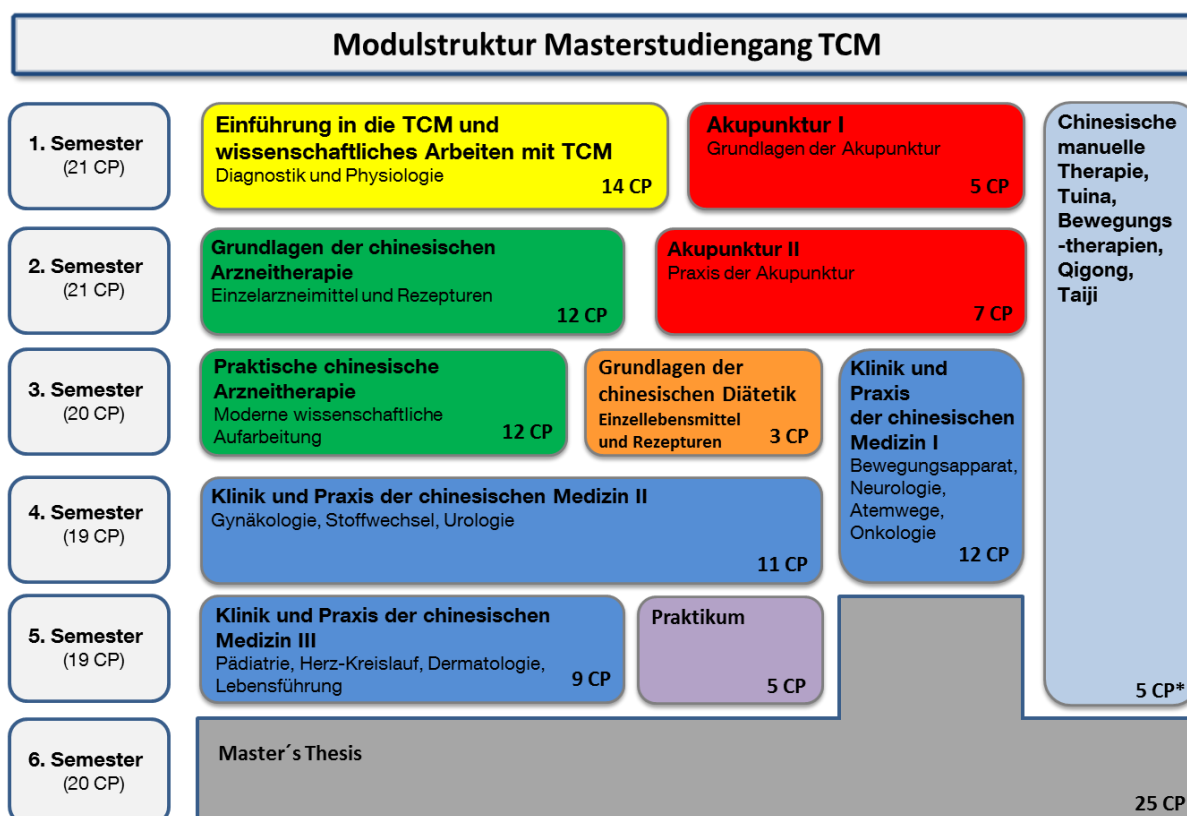 Modulstruktur Masterstudiengang TCM
1. Semester
(21 CP)
Einführung in die TCM und
wissenschaftliches Arbeiten mit TCM
Diagnostik und Physiologie
14 CP
Akupunktur I
Grundlagen der Akupunktur
5 CP
Chinesische
manuelle
Therapie,
Tuina,
Bewegungs
-therapien,
Qigong,
Taiji
5 CP*
2. Semester
(21 CP)
Grundlagen der chinesischen
Arzneitherapie
Einzelarzneimittel und Rezepturen
12 CP
Akupunktur II
Praxis der Akupunktur
7 CP
3. Semester
(20 CP)
Praktische chinesische
Arzneitherapie
Moderne wissenschaftliche
Aufarbeitung
12 CP
Grundlagen der
chinesischen Diätetik
Einzellebensmittel
und Rezepturen
3 CP
Klinik und
Praxis
der chinesischen
Medizin I
Bewegungsapparat,
Neurologie,
Atemwege,
Onkologie
12 CP
4. Semester
(19 CP)
Klinik und Praxis der chinesischen Medizin II
Gynäkologie, Stoffwechsel, Urologie
11 CP
5. Semester
(19 CP)
Klinik und Praxis der chinesischen
Medizin III
Pädiatrie, Herz-Kreislauf, Dermatologie,
Lebensführung
9 CP
Praktikum
5 CP
6. Semester
(20 CP)
Master´s Thesis
25 CP